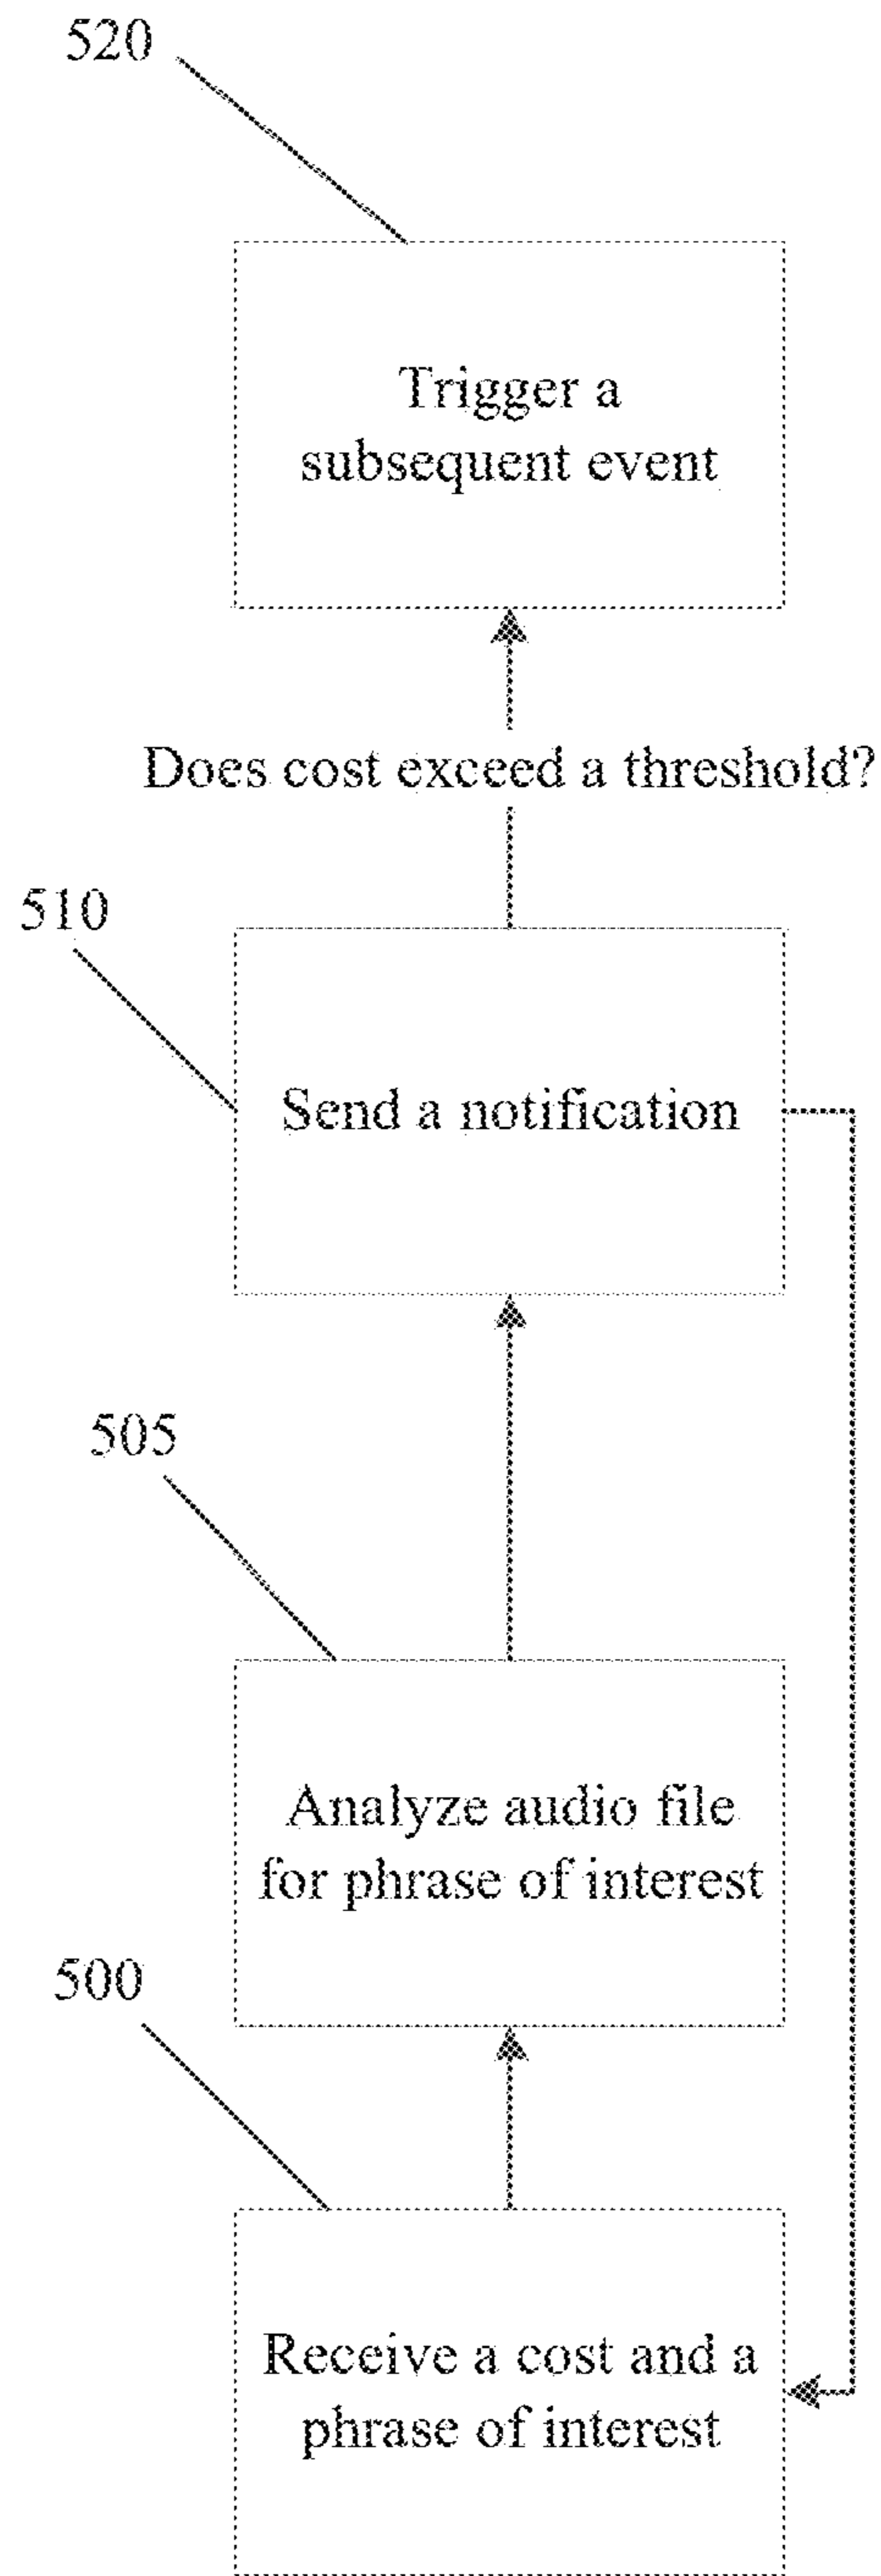 520
Trigger a
subsequent event
Does cost exceed a threshold?
510
Send a notification
505
Analyze audio file
for phrase of interest
500
Receive a cost and a
phrase of interest